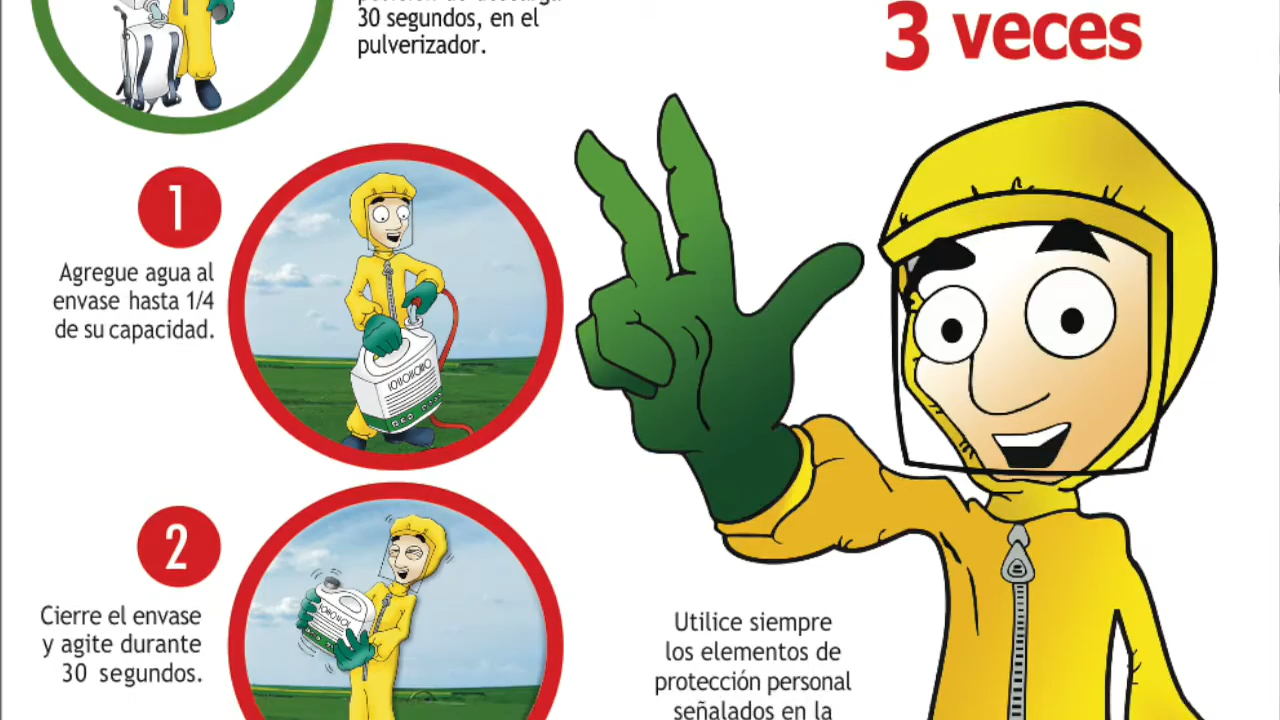 30 segundos, en el
pulverizador.
3 veces
1
Agregue agua al
envase hasta 1/4
de su capacidad.
2
Cierre el envase
y agite durante
30 segundos.
Utilice siempre
los elementos de
protección personal
señalados en la